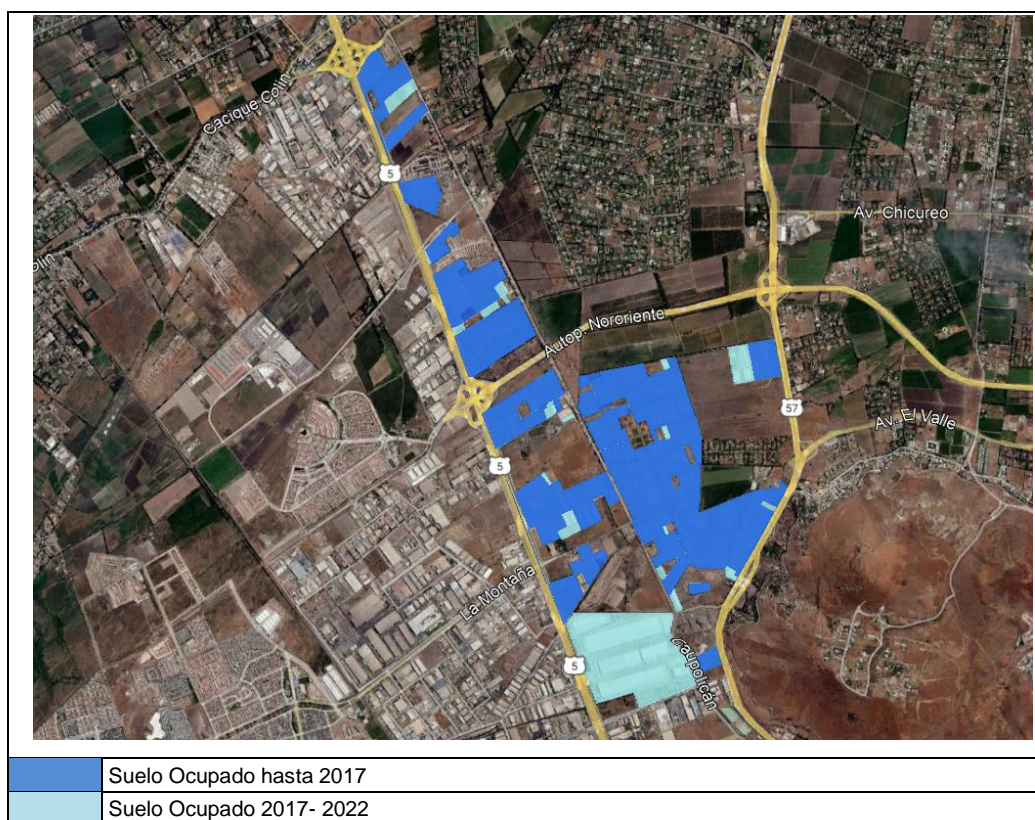 Cacique Colin
5
Av. Chicureo
olin
Autop. Nororiente
57
Av. El Valle
5
La Montaña
5
Caupolicán
Suelo Ocupado hasta 2017
Suelo Ocupado 2017- 2022